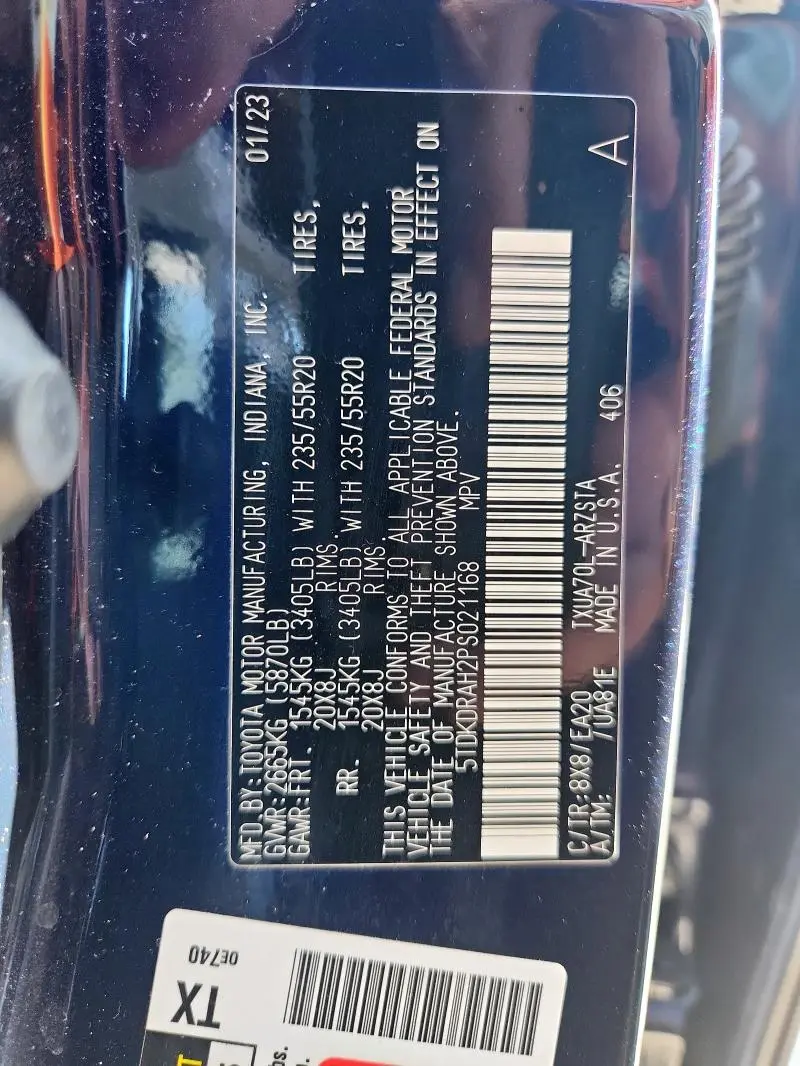 MFD.BY:TOYOTA MOTOR MANUFACTURING, INDIANA, INC. 01/23
GVWR:2665KG (5870LB)
GAWR:FRT. 1545KG (3405LB) WITH 235/55R20 TIRES,
20X8J RIMS.
RR. 1545KG (3405LB) WITH 235/55R20 TIRES,
20X8J RIMS.
THIS VEHICLE CONFORMS TO ALL APPLICABLE FEDERAL MOTOR
VEHICLE SAFETY AND THEFT PREVENTION STANDARDS IN EFFECT ON
THE DATE OF MANUFACTURE SHOWN ABOVE.
5TDKDRAH2PS021168 MPV
C/TR:8X8/EA20 TXUA70L-ARZSTA
A/TM: /UA81E MADE IN U.S.A. 406 A
TX 0E740